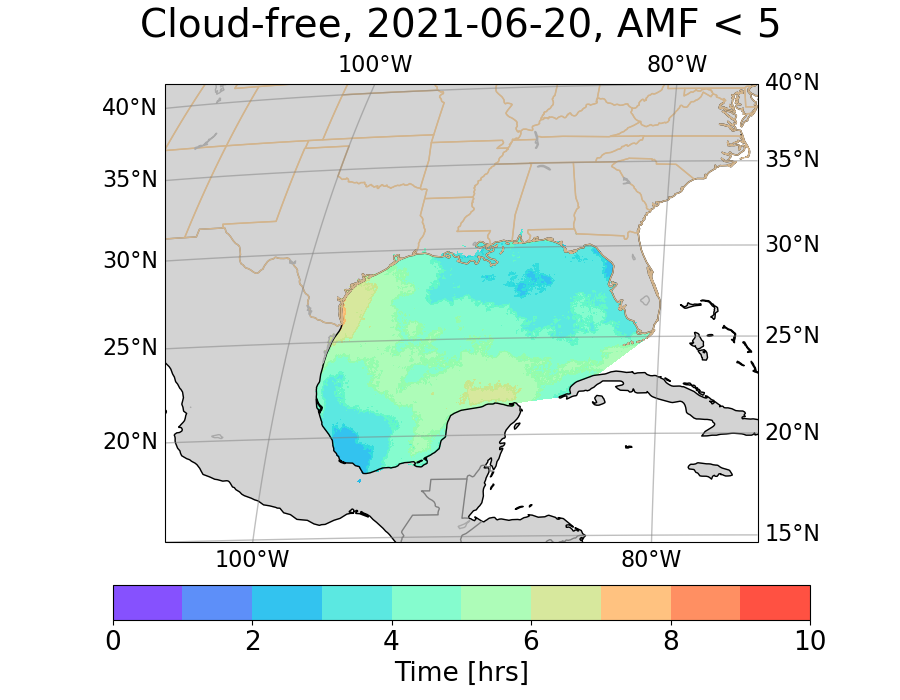 Cloud-free, 2021-06-20, AMF < 5
100°W 80°W
40°N 40°N
35°N 35°N
30°N 30°N
25°N 25°N
20°N 20°N
15°N
100°W 80°W
0 2 4 6 8 10
Time [hrs]